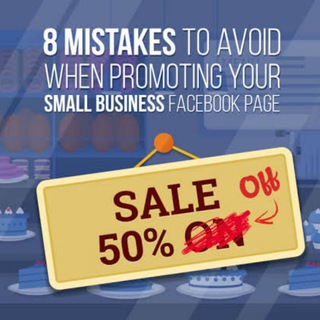 8 MISTAKES TO AVOID
WHEN PROMOTING YOUR
SMALL BUSINESS FACEBOOK PAGE
SALE Off
50% ON